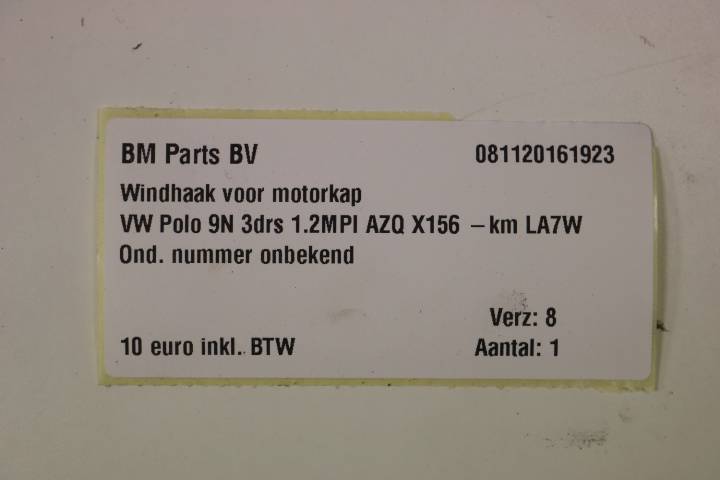 BM Parts BV 081120161923
Windhaak voor motorkap
VW Polo 9N 3drs 1.2MPI AZQ X156 –km LA7W
Ond. nummer onbekend
Verz: 8
10 euro inkl. BTW Aantal: 1